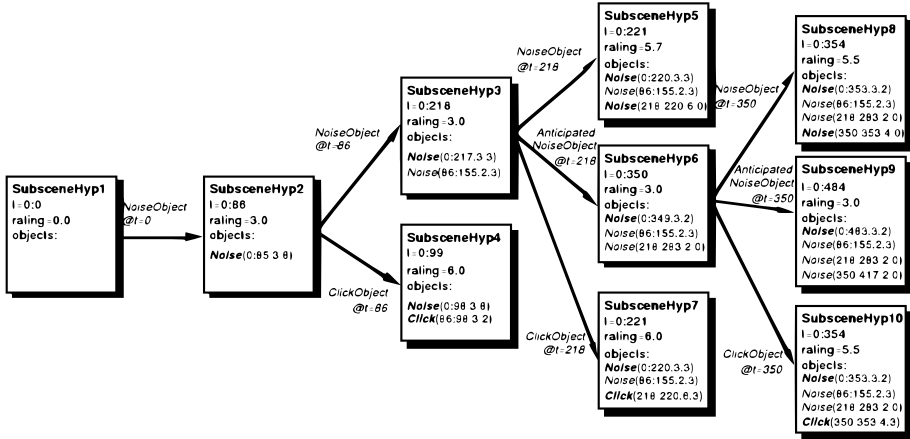 SubsceneHyp1
t=0:0
rating=0.0
objects:
NoiseObject
@t=0
SubsceneHyp2
t=0:86
rating=3.0
objects:
Noise(0:85 3 8)
NoiseObject
@t=86
ClickObject
@t=86
SubsceneHyp3
t=0:218
rating=3.0
objects:
Noise(0:217.3 3)
Noise(86:155.2.3)
SubsceneHyp4
t=0:99
rating=6.0
objects:
Noise(0:98 3 8)
Click(86:98 3 2)
NoiseObject
@t=218
Anticipated
NoiseObject
@t=218
ClickObject
@t=218
SubsceneHyp5
t=0:221
rating=5.7
objects:
Noise(0:220.3.3)
Noise(86:155.2.3)
Noise(218 220 6 0)
SubsceneHyp6
t=0:350
rating=3.0
objects:
Noise(0:349.3.2)
Noise(86:155.2.3)
Noise(218 283 2 0)
SubsceneHyp7
t=0:221
rating=6.0
objects:
Noise(0:220.3.3)
Noise(86:155.2.3)
Click(218 220.6.3)
NoiseObject
@t=350
Anticipated
NoiseObject
@t=350
ClickObject
@t=350
SubsceneHyp8
t=0:354
rating=5.5
objects:
Noise(0:353.3.2)
Noise(86:155.2.3)
Noise(218 283 2 0)
Noise(350 353 4 0)
SubsceneHyp9
t=0:484
rating=3.0
objects:
Noise(0:483.3.2)
Noise(86:155.2.3)
Noise(218 283 2 0)
Noise(350 417 2 0)
SubsceneHyp10
t=0:354
rating=5.5
objects:
Noise(0:353.3.2)
Noise(86:155.2.3)
Noise(218 283 2 0)
Click(350 353 4.3)